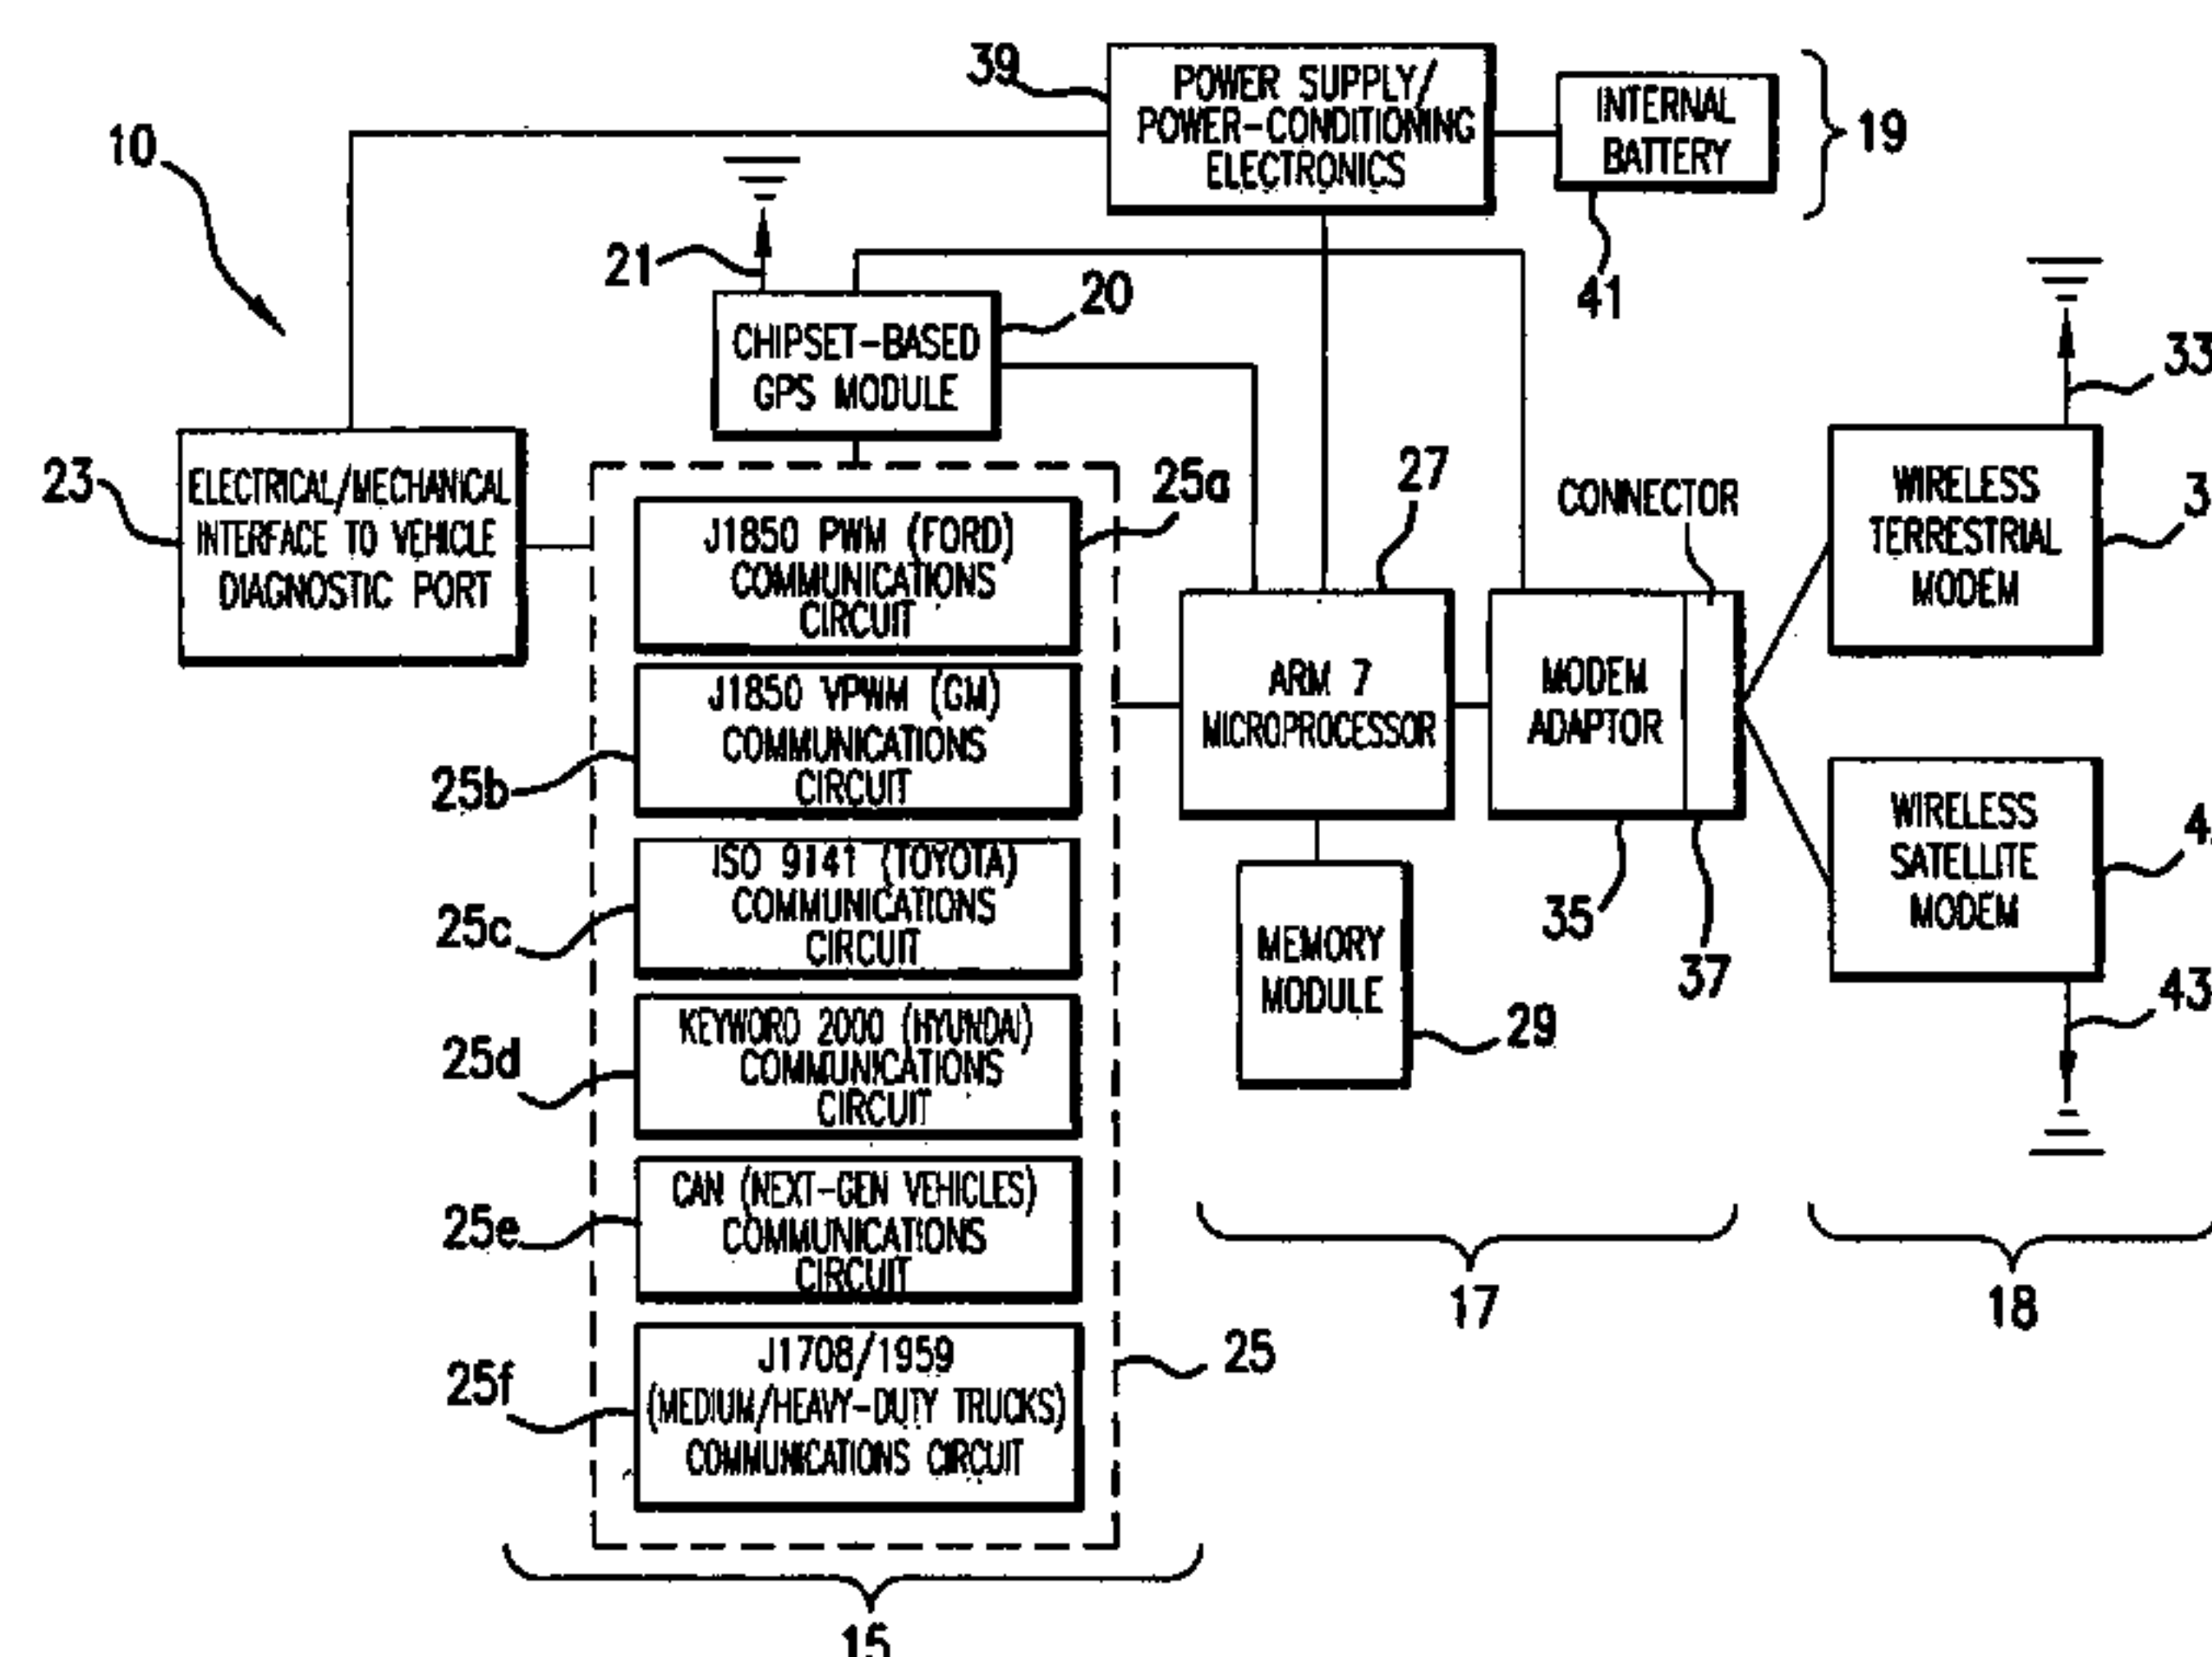 10
39
POWER SUPPLY/
POWER-CONDITIONING
ELECTRONICS
INTERNAL
BATTERY
19
41
21
20
CHIPSET-BASED
GPS MODULE
33
23
ELECTRICAL/MECHANICAL
INTERFACE TO VEHICLE
DIAGNOSTIC PORT
25a
J1850 PWM (FORD)
COMMUNICATIONS
CIRCUIT
25b
J1850 VPWM (GM)
COMMUNICATIONS
CIRCUIT
25c
ISO 9141 (TOYOTA)
COMMUNICATIONS
CIRCUIT
25d
KEYWORD 2000 (HYUNDAI)
COMMUNICATIONS
CIRCUIT
25e
CAN (NEXT-GEN VEHICLES)
COMMUNICATIONS
CIRCUIT
25f
J1708/1959
(MEDIUM/HEAVY-DUTY TRUCKS)
COMMUNICATIONS CIRCUIT
25
15
27
ARM 7
MICROPROCESSOR
CONNECTOR
MODEM
ADAPTOR
35
37
MEMORY
MODULE
29
17
WIRELESS
TERRESTRIAL
MODEM
3
WIRELESS
SATELLITE
MODEM
4
43
18